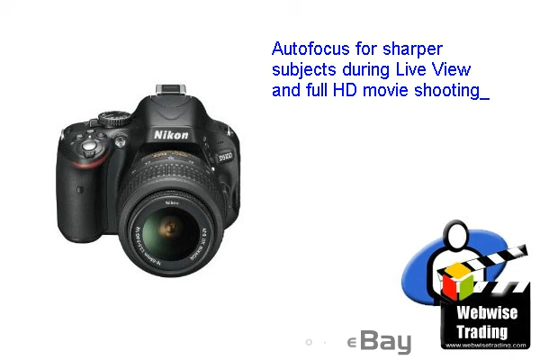 Autofocus for sharper
subjects during Live View
and full HD movie shooting_
Nikon
D5100
Nikon
eBay
Webwise
Trading
www.webwisetrading.com